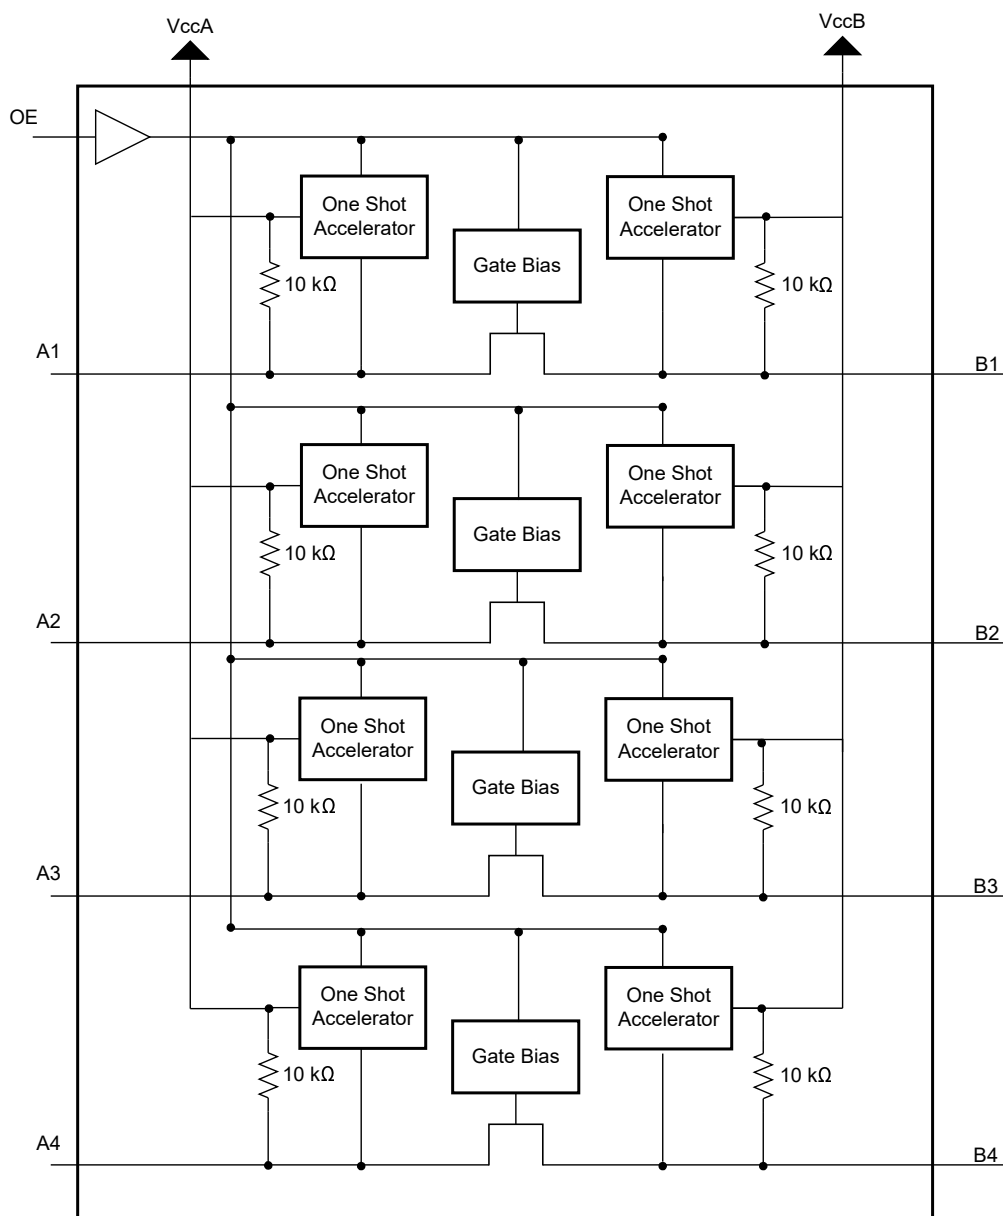 VccA
VccB
OE
One Shot
Accelerator
One Shot
Accelerator
Gate Bias
10 kΩ
10 kΩ
A1
B1
One Shot
Accelerator
One Shot
Accelerator
Gate Bias
10 kΩ
10 kΩ
A2
B2
One Shot
Accelerator
One Shot
Accelerator
Gate Bias
10 kΩ
10 kΩ
A3
B3
One Shot
Accelerator
One Shot
Accelerator
Gate Bias
10 kΩ
10 kΩ
A4
B4